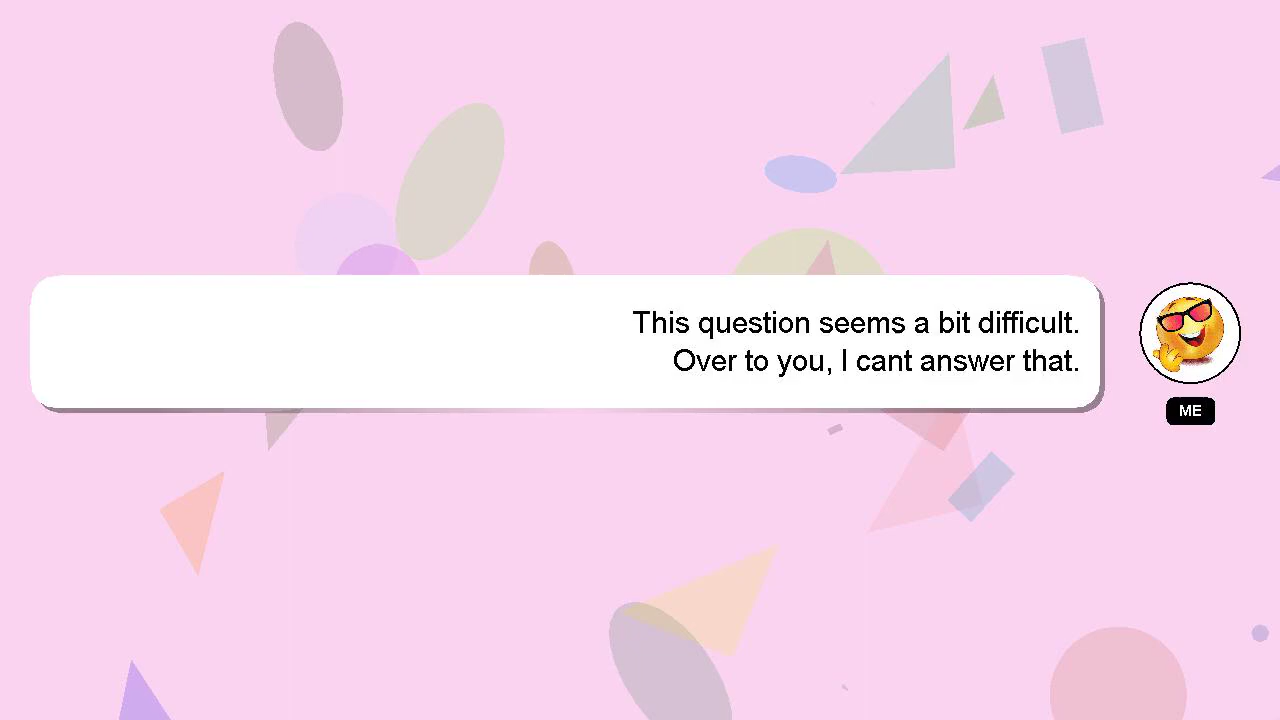 This question seems a bit difficult.
Over to you, I cant answer that.
ME